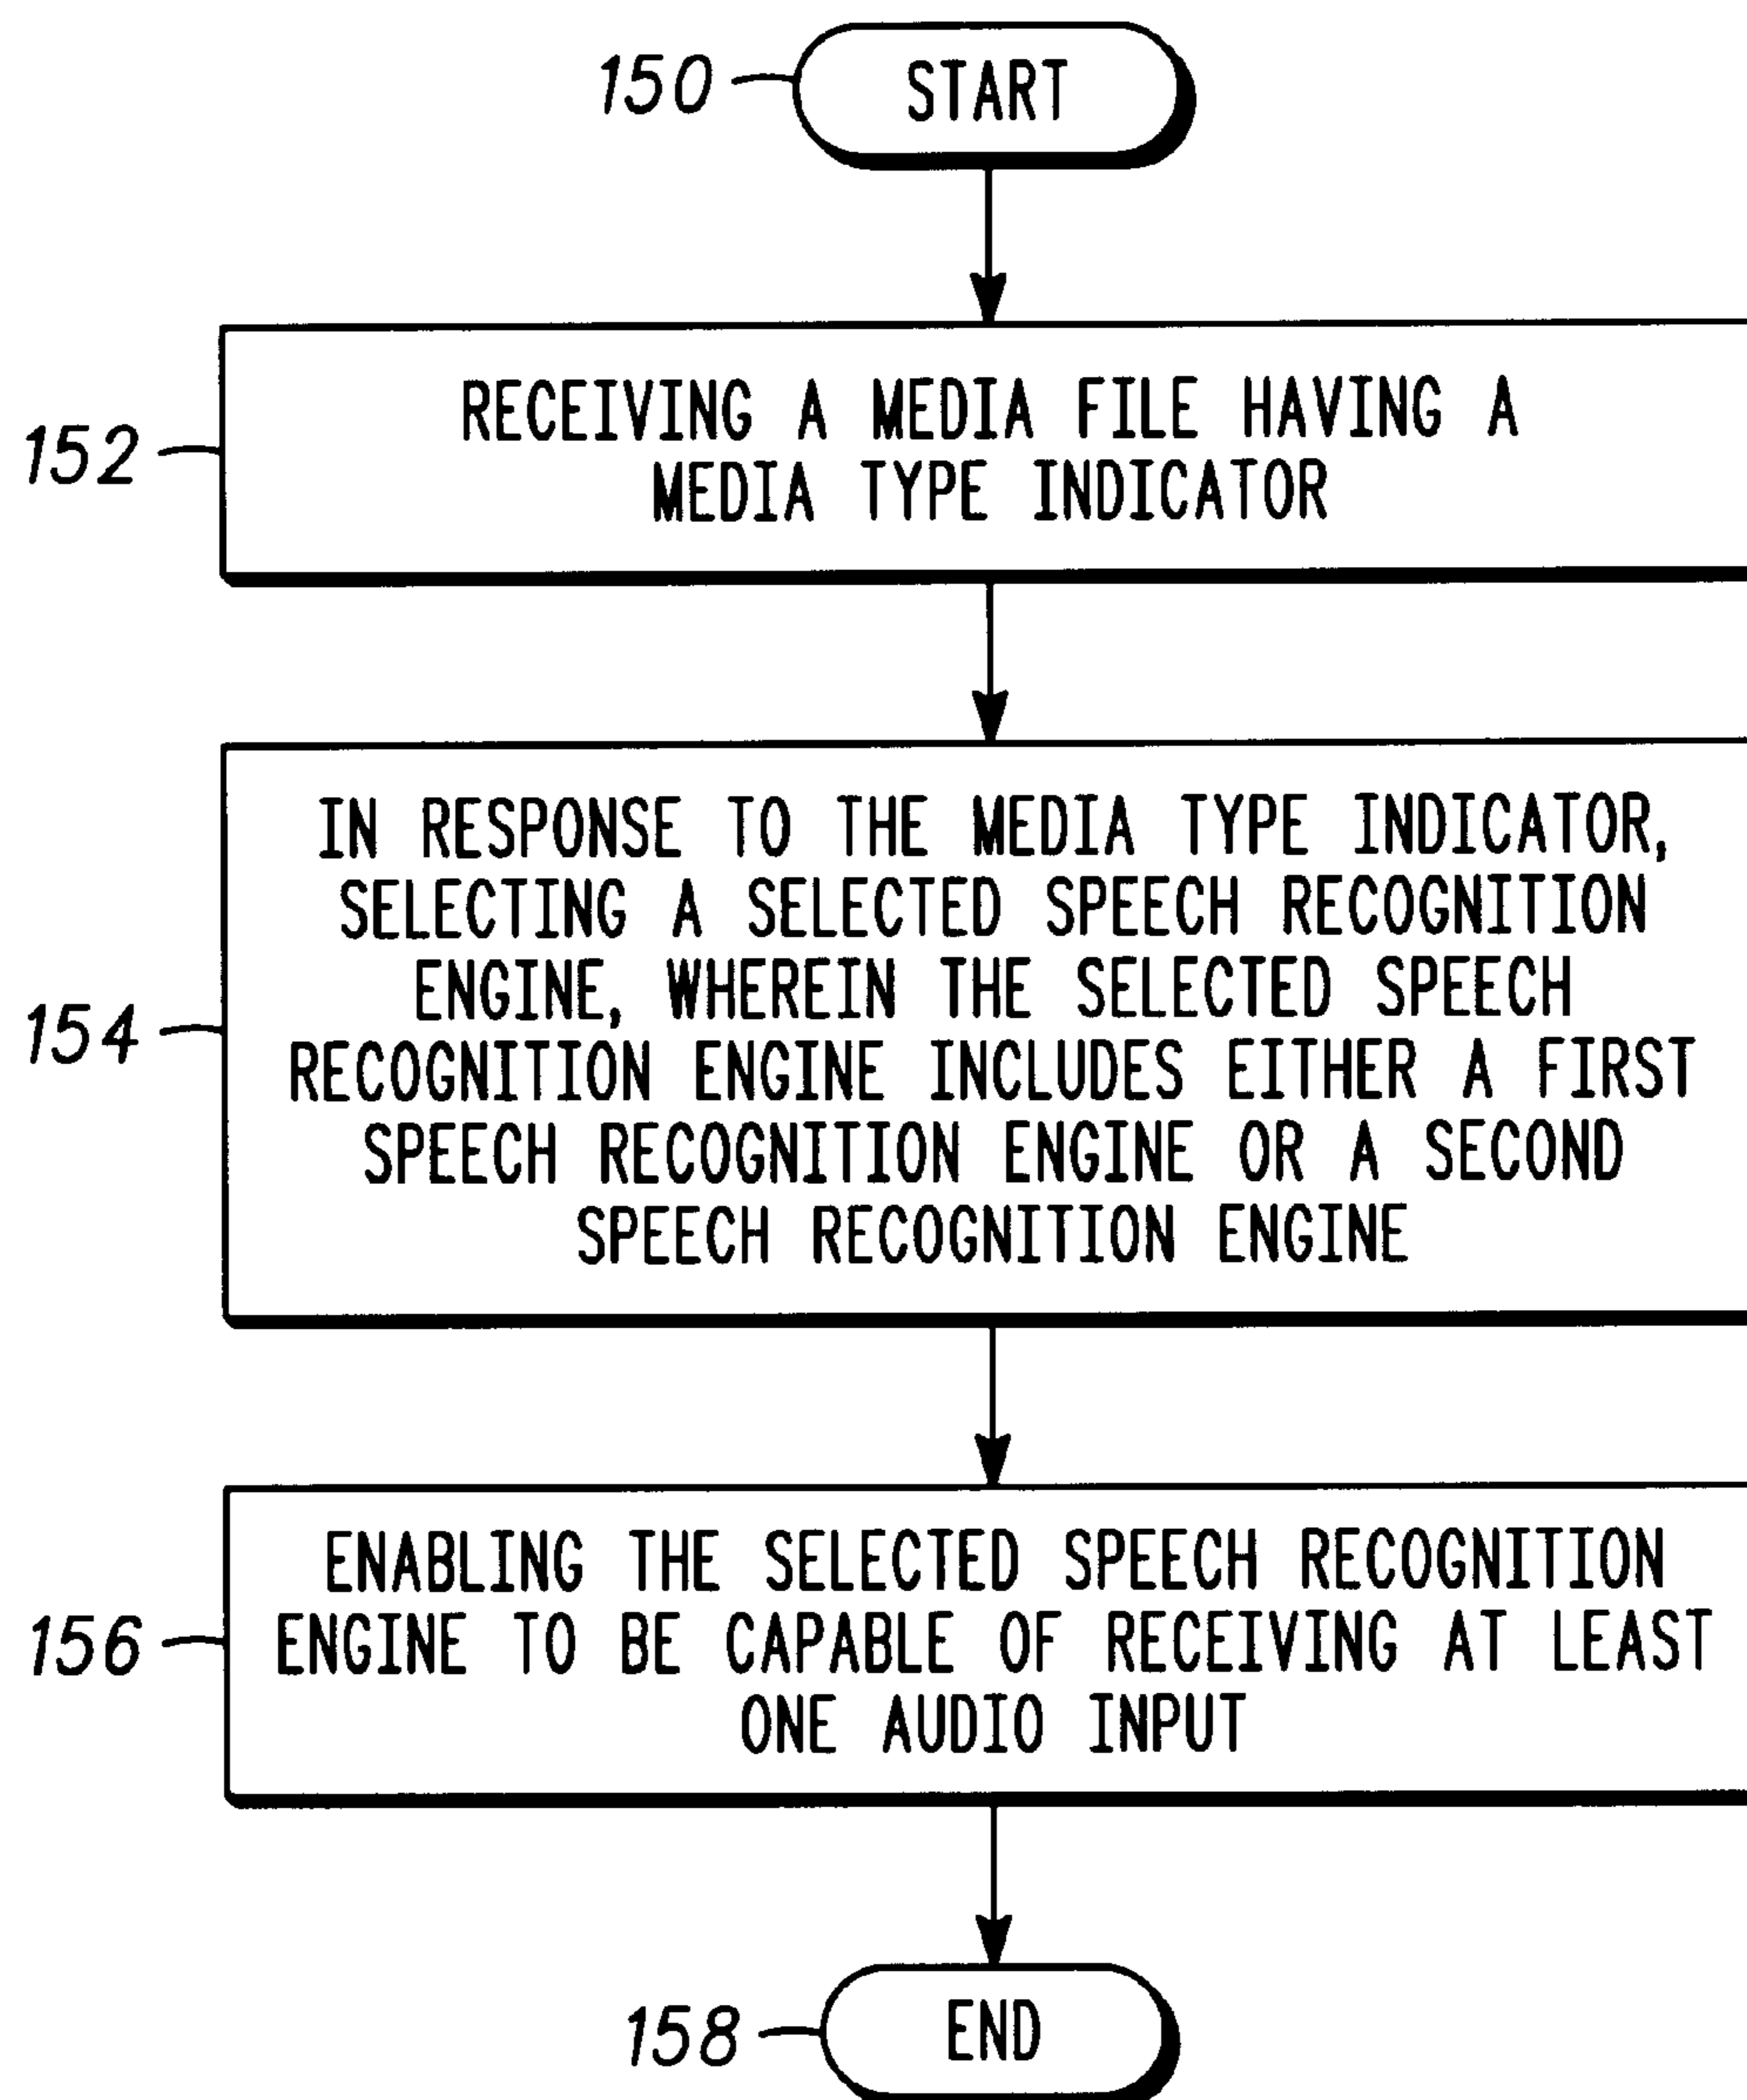 150 START
152
RECEIVING A MEDIA FILE HAVING A
MEDIA TYPE INDICATOR
154
IN RESPONSE TO THE MEDIA TYPE INDICATOR,
SELECTING A SELECTED SPEECH RECOGNITION
ENGINE, WHEREIN THE SELECTED SPEECH
RECOGNITION ENGINE INCLUDES EITHER A FIRST
SPEECH RECOGNITION ENGINE OR A SECOND
SPEECH RECOGNITION ENGINE
156
ENABLING THE SELECTED SPEECH RECOGNITION
ENGINE TO BE CAPABLE OF RECEIVING AT LEAST
ONE AUDIO INPUT
158 END